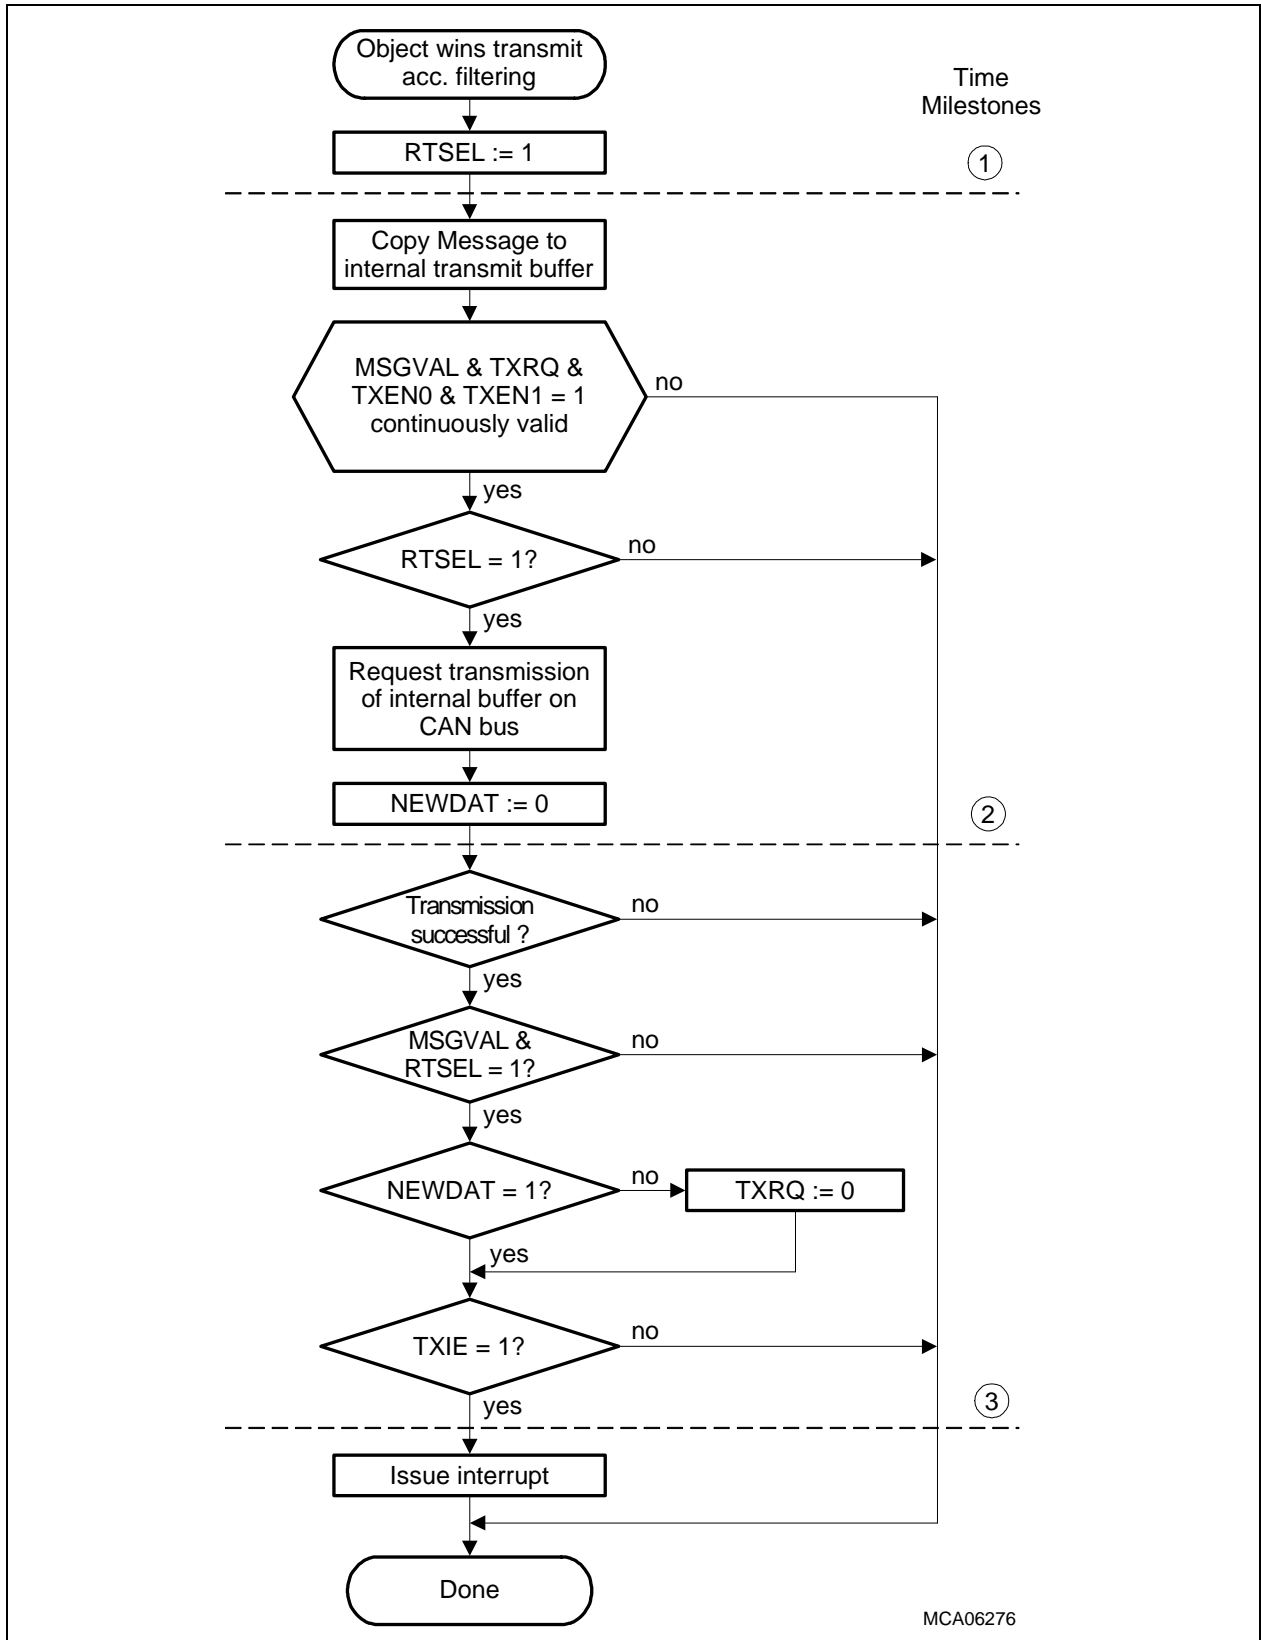 Object wins transmit
acc. filtering
Time
Milestones
RTSEL := 1
1
Copy Message to
internal transmit buffer
MSGVAL & TXRQ &
TXEN0 & TXEN1 = 1
continuously valid
no
yes
RTSEL = 1?
no
yes
Request transmission
of internal buffer on
CAN bus
NEWDAT := 0
2
Transmission
successful ?
no
yes
MSGVAL &
RTSEL = 1?
no
yes
NEWDAT = 1?
no
TXRQ := 0
yes
TXIE = 1?
no
yes
3
Issue interrupt
Done
MCA06276